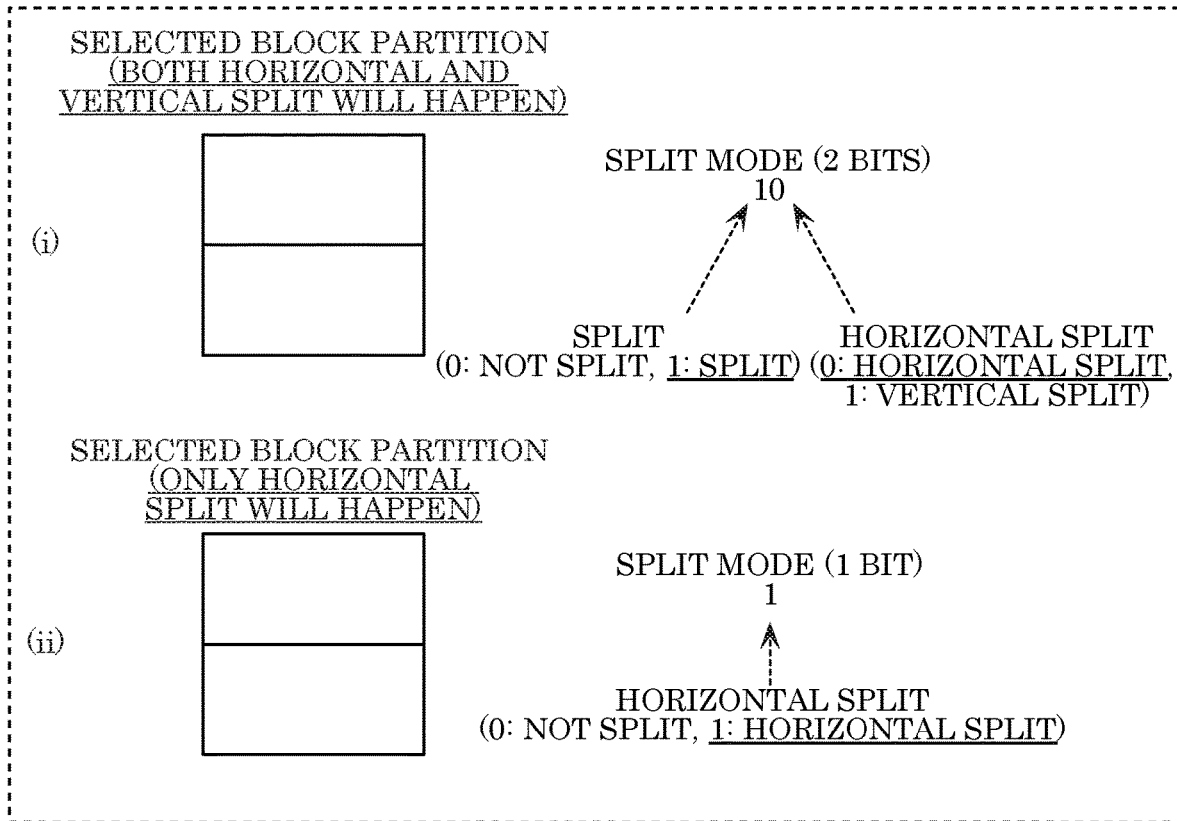 SELECTED BLOCK PARTITION
(BOTH HORIZONTAL AND
VERTICAL SPLIT WILL HAPPEN)
(i)
SPLIT MODE (2 BITS)
10
SPLIT
(0: NOT SPLIT, 1: SPLIT)
HORIZONTAL SPLIT
(0: HORIZONTAL SPLIT,
1: VERTICAL SPLIT)
SELECTED BLOCK PARTITION
(ONLY HORIZONTAL
SPLIT WILL HAPPEN)
(ii)
SPLIT MODE (1 BIT)
1
HORIZONTAL SPLIT
(0: NOT SPLIT, 1: HORIZONTAL SPLIT)